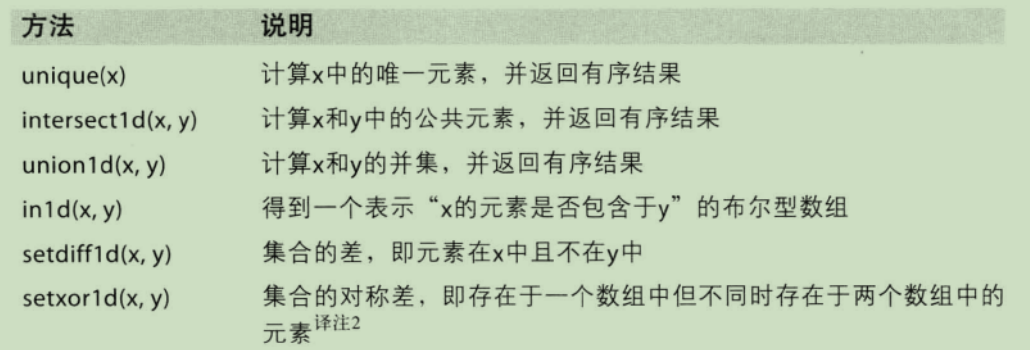 方法 说明
unique(x) 计算x中的唯一元素，并返回有序结果
intersect1d(x, y) 计算x和y中的公共元素，并返回有序结果
union1d(x, y) 计算x和y的并集，并返回有序结果
in1d(x, y) 得到一个表示“x的元素是否包含于y”的布尔型数组
setdiff1d(x, y) 集合的差，即元素在x中且不在y中
setxor1d(x, y) 集合的对称差，即存在于一个数组中但不同时存在于两个数组中的
元素译注2